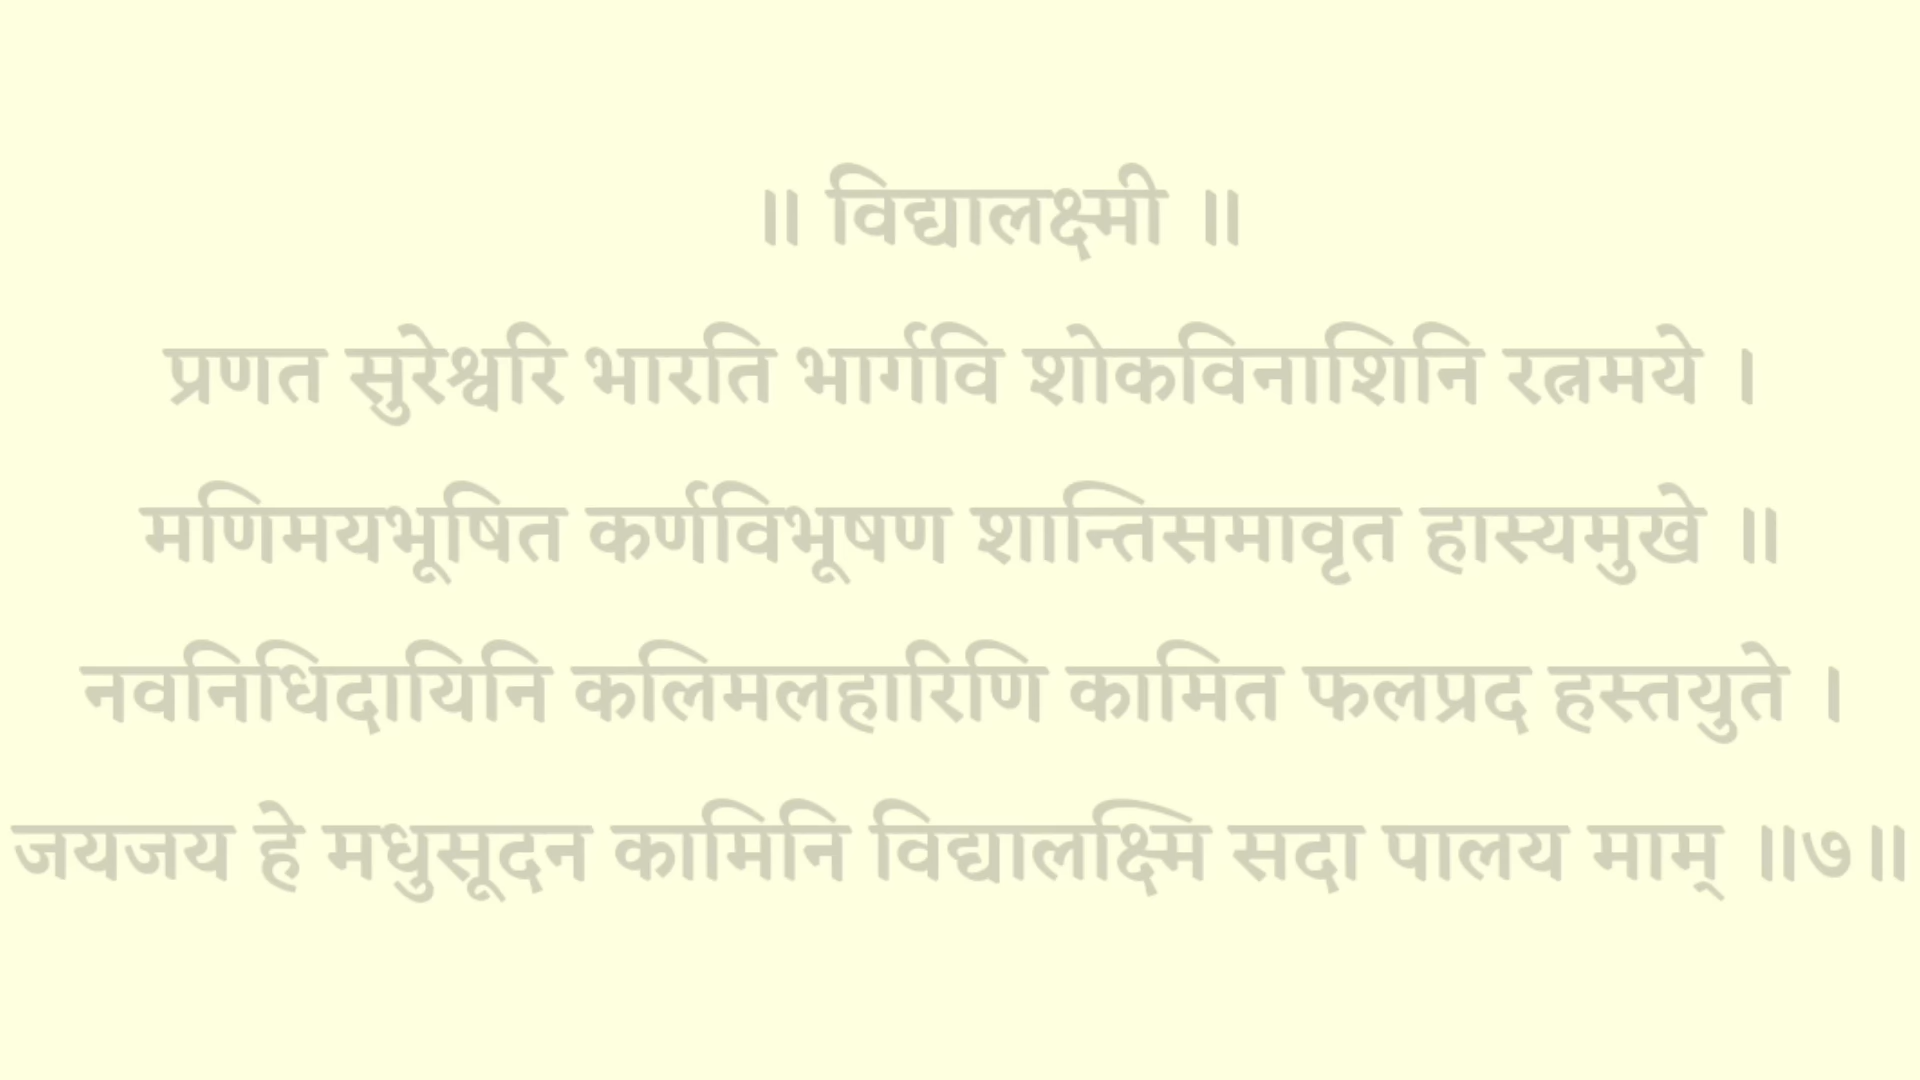 ॥ विद्यालक्ष्मी ॥
प्रणत सुरेश्वरि भारति भार्गवि शोकविनाशिनि रत्नमये ।
मणिमयभूषित कर्णविभूषण शान्तिसमावृत हास्यमुखे ॥
नवनिधिदायिनि कलिमलहारिणि कामित फलप्रद हस्तयुते ।
जयजय हे मधुसूदन कामिनि विद्यालक्ष्मि सदा पालय माम् ॥७॥